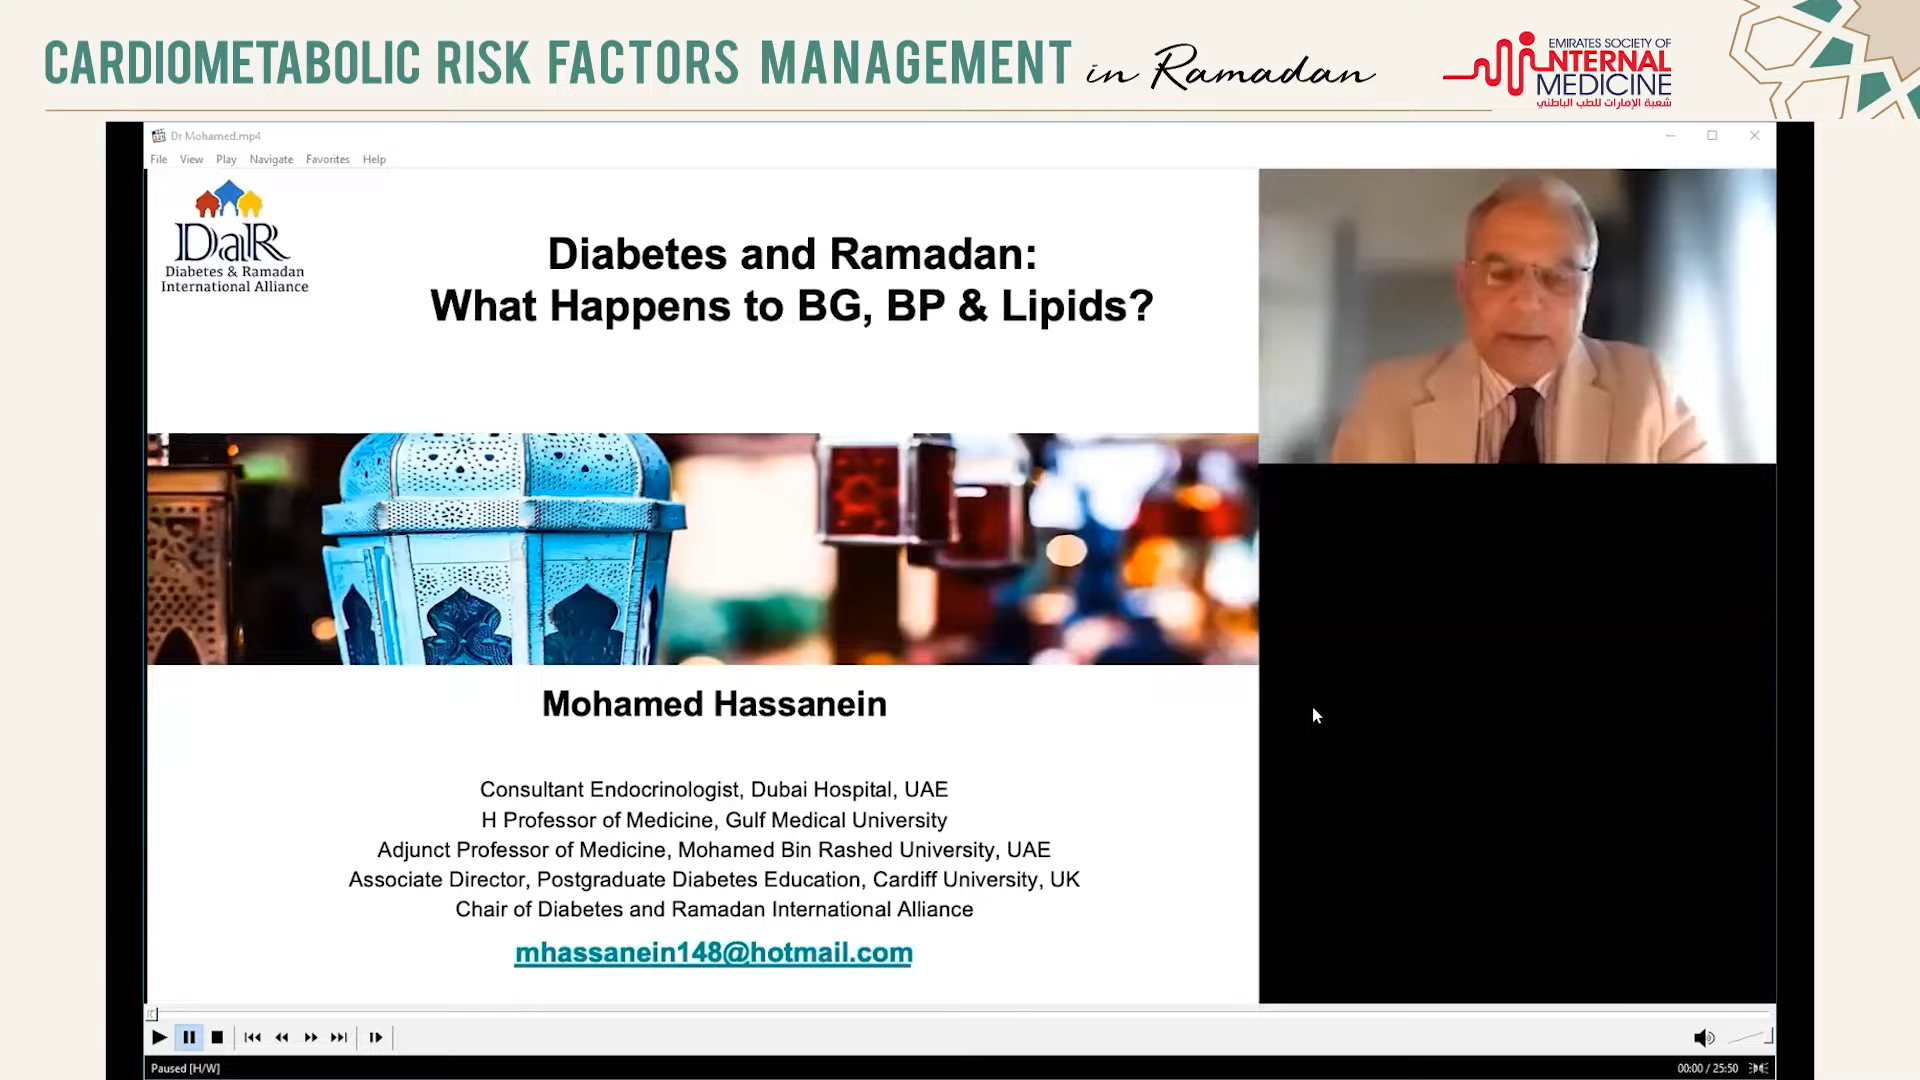 CARDIOMETABOLIC RISK FACTORS MANAGEMENT in Ramadan
EMIRATES SOCIETY OF
INTERNAL
MEDICINE
شعبة الإمارات للطب الباطني
Dr Mohamed.mp4
File View Play Navigate Favorites Help
DaR
Diabetes & Ramadan
International Alliance
Diabetes and Ramadan:
What Happens to BG, BP & Lipids?
Mohamed Hassanein
Consultant Endocrinologist, Dubai Hospital, UAE
H Professor of Medicine, Gulf Medical University
Adjunct Professor of Medicine, Mohamed Bin Rashed University, UAE
Associate Director, Postgraduate Diabetes Education, Cardiff University, UK
Chair of Diabetes and Ramadan International Alliance
mhassanein148@hotmail.com
Paused [H/W]
00:00 / 25:50